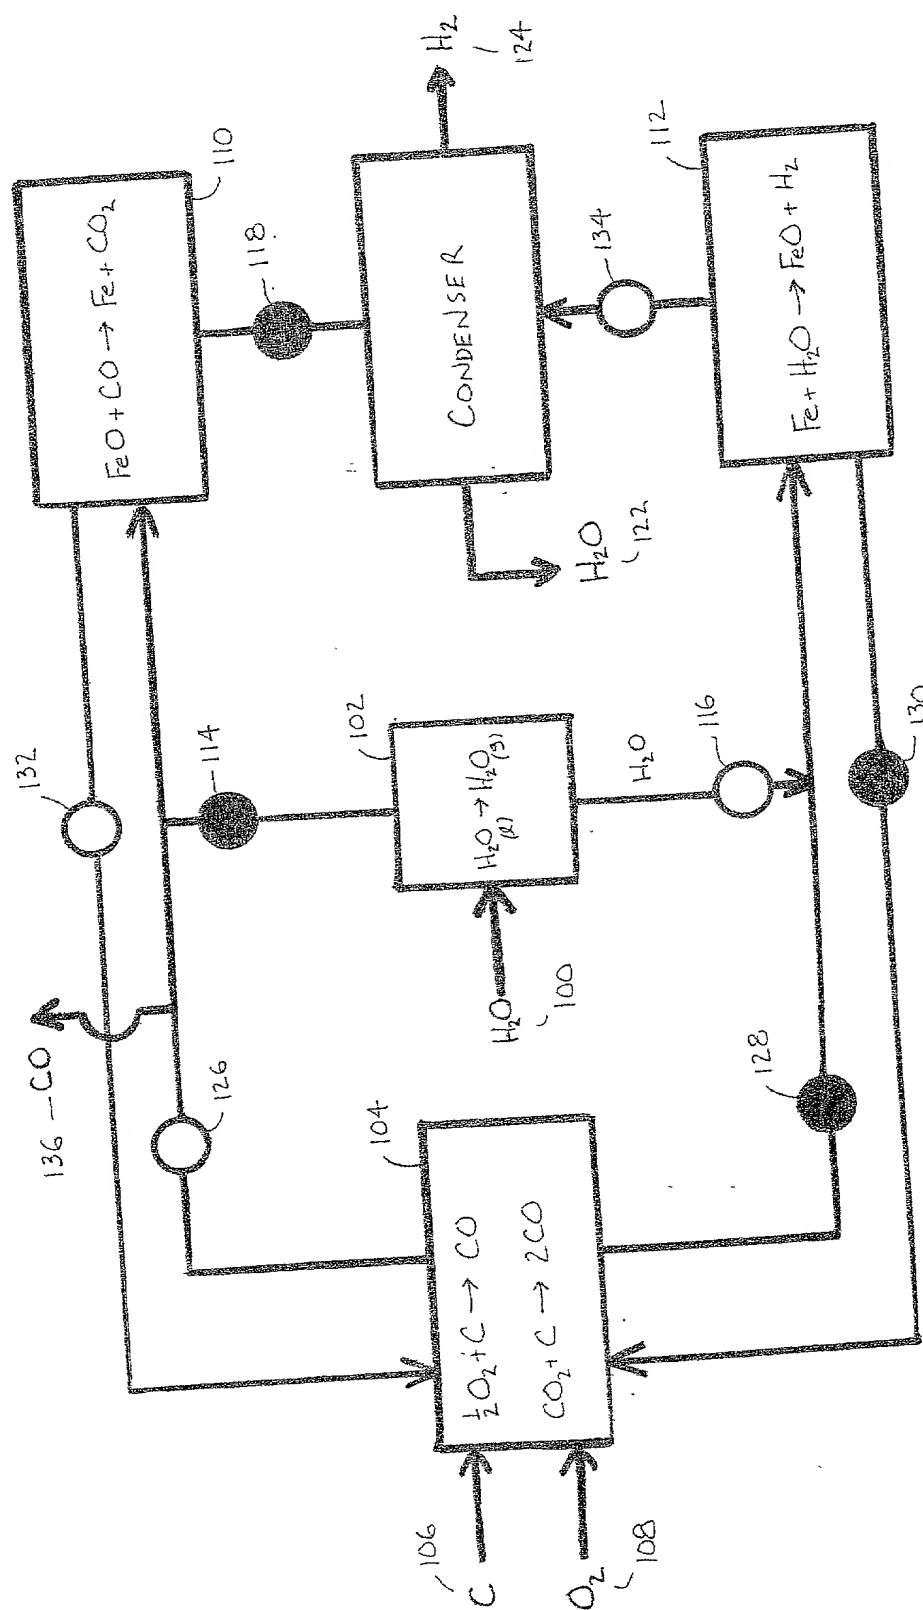 FeO + CO → Fe + CO₂
110
118
CONDENSER
H₂
124
H₂O
122
134
Fe + H₂O → FeO + H₂
112
132
114
102
H₂O(ℓ) → H₂O(g)
H₂O
116
130
136 — CO
126
H₂O
100
104
½O₂ + C → CO
CO₂ + C → 2CO
128
106
C
O₂
108